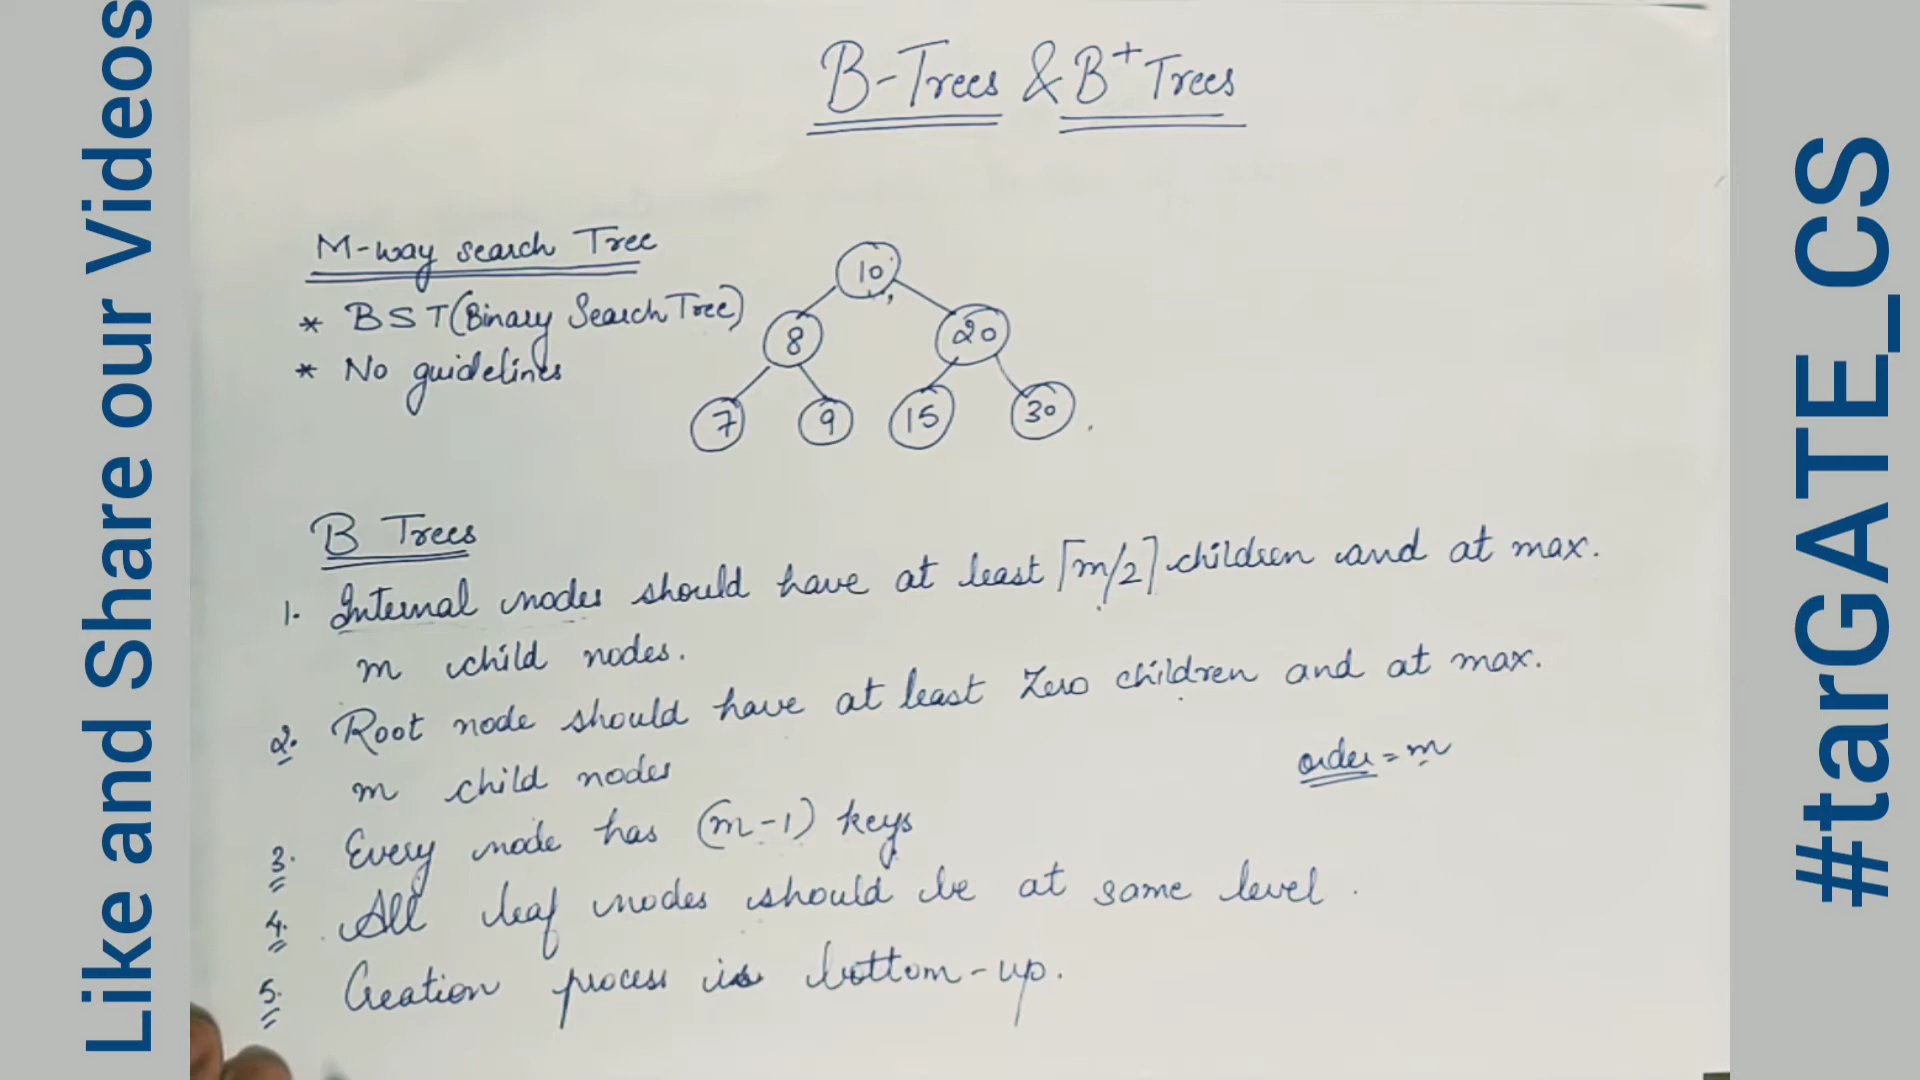 Like and Share our Videos
B-Trees & B+ Trees
M-way search Tree
* BST(Binary Search Tree)
* No guidelines
10
8 20
7 9 15 30
B Trees
1. Internal nodes should have at least ⌈m/2⌉ children and at max.
m child nodes.
2. Root node should have at least Zero children and at max.
m child nodes
order = m
3. Every node has (m-1) keys
4. All leaf nodes should be at same level.
5. Creation process is bottom-up.
#tarGATE_CS